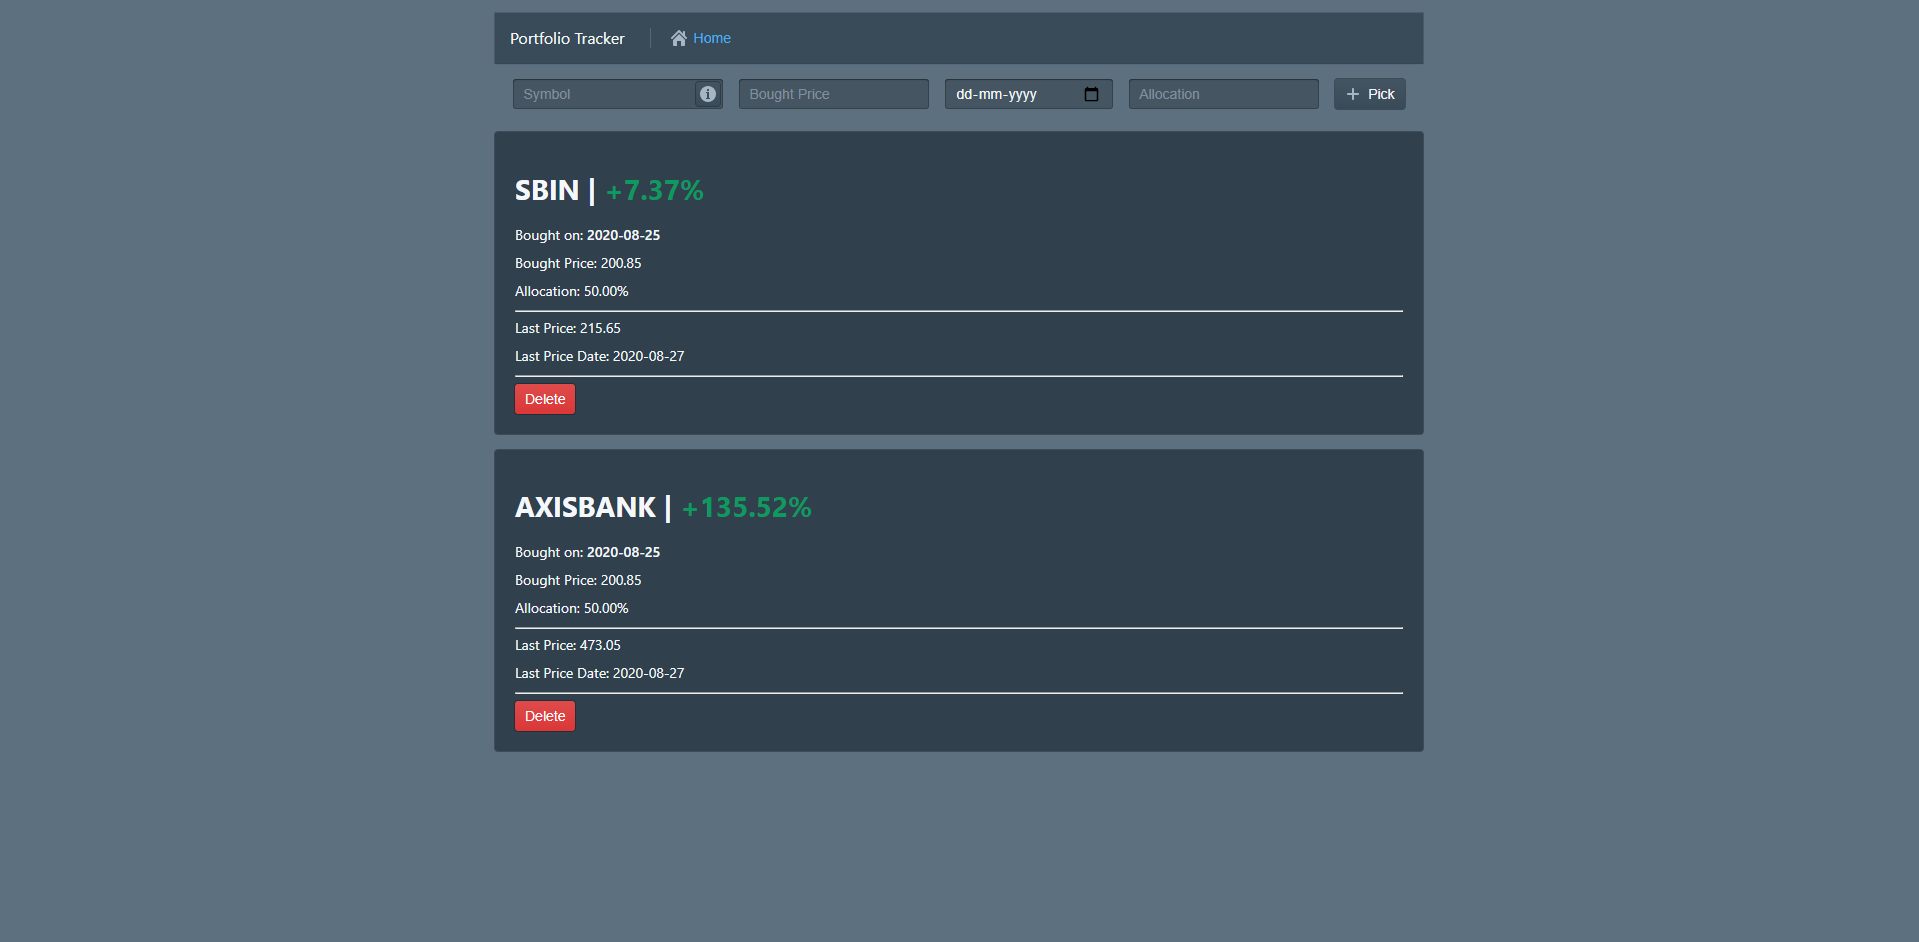 Portfolio Tracker Home
Symbol Bought Price dd-mm-yyyy Allocation Pick
SBIN | +7.37%
Bought on: 2020-08-25
Bought Price: 200.85
Allocation: 50.00%
Last Price: 215.65
Last Price Date: 2020-08-27
Delete
AXISBANK | +135.52%
Bought on: 2020-08-25
Bought Price: 200.85
Allocation: 50.00%
Last Price: 473.05
Last Price Date: 2020-08-27
Delete